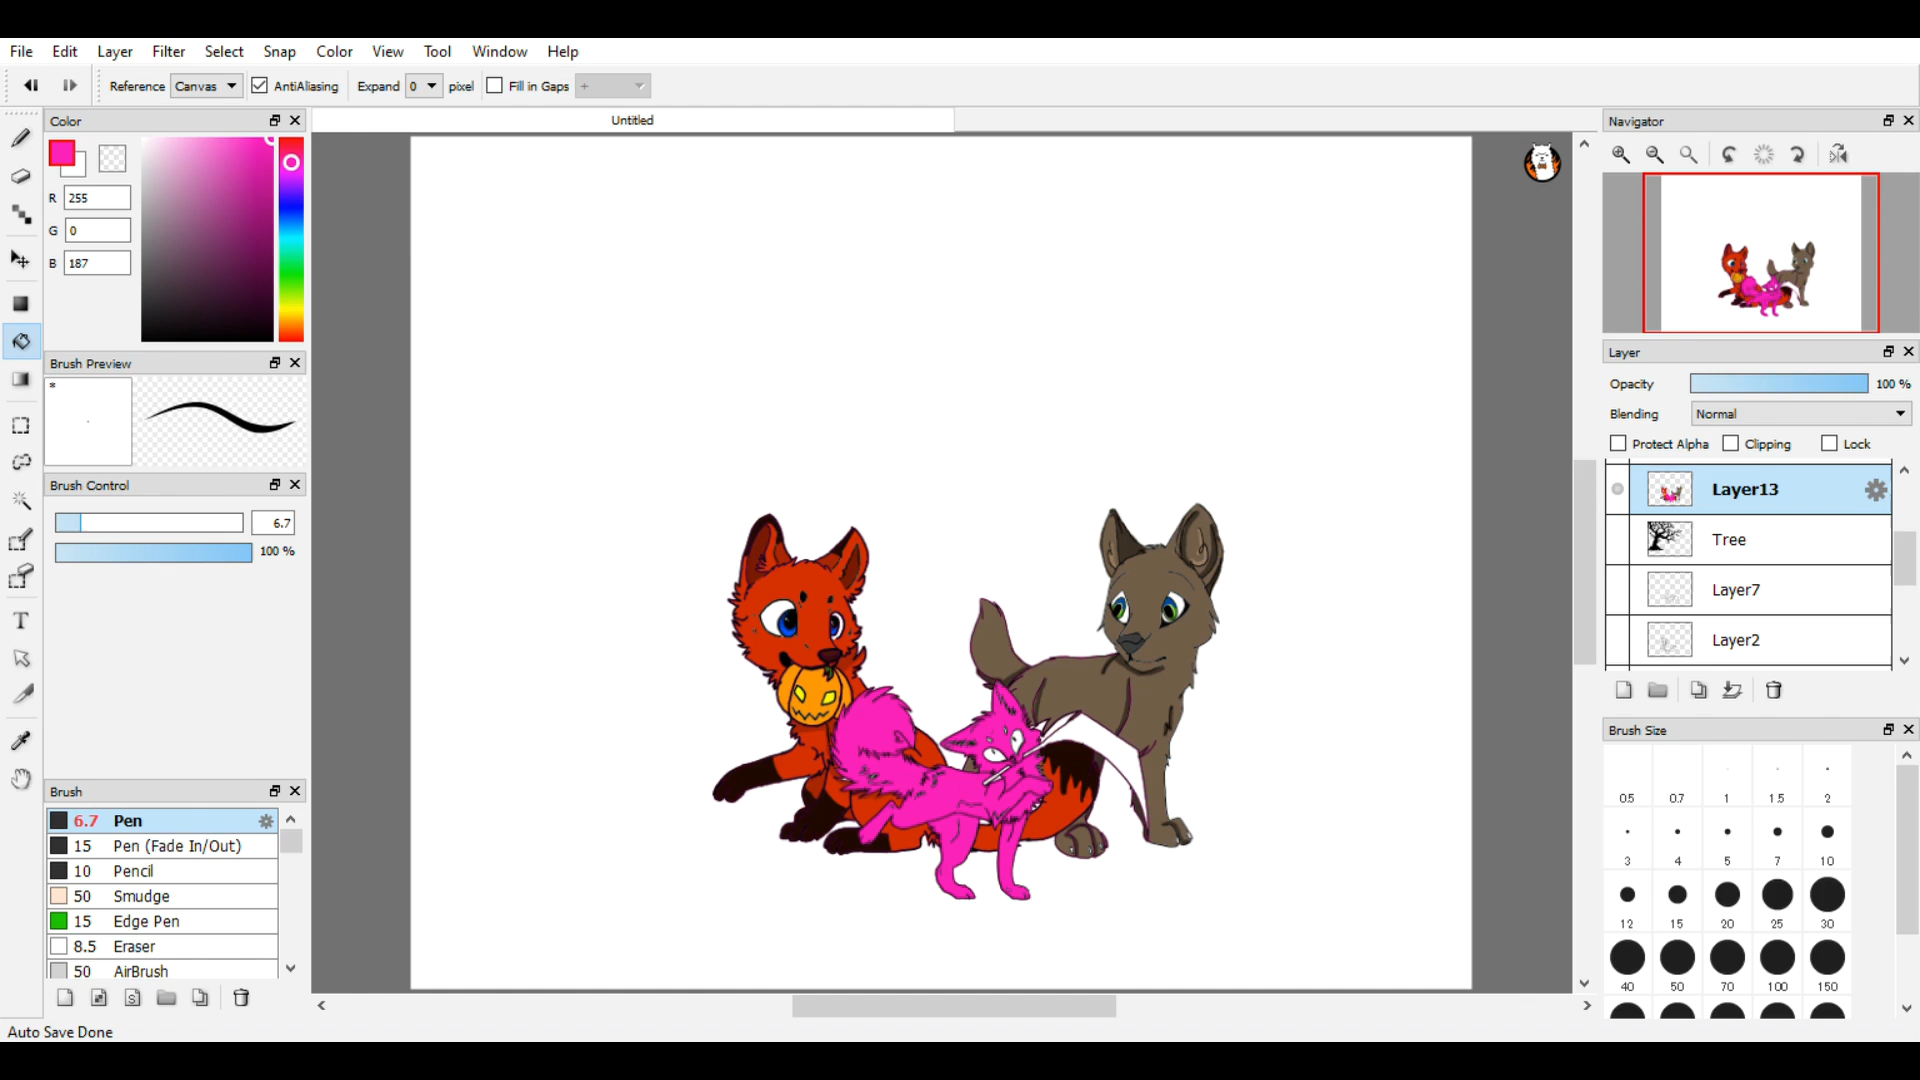 File Edit Layer Filter Select Snap Color View Tool Window Help
Reference Canvas AntiAliasing Expand 0 pixel Fill in Gaps +
Color
R 255
G 0
B 187
Brush Preview
*
Brush Control
6.7
100 %
Brush
6.7 Pen
15 Pen (Fade In/Out)
10 Pencil
50 Smudge
15 Edge Pen
8.5 Eraser
50 AirBrush
S
T
Auto Save Done
Untitled
Navigator
Layer
Opacity 100 %
Blending Normal
Protect Alpha Clipping Lock
Layer13
Tree
Layer7
Layer2
Brush Size
0.5 0.7 1 1.5 2
3 4 5 7 10
12 15 20 25 30
40 50 70 100 150